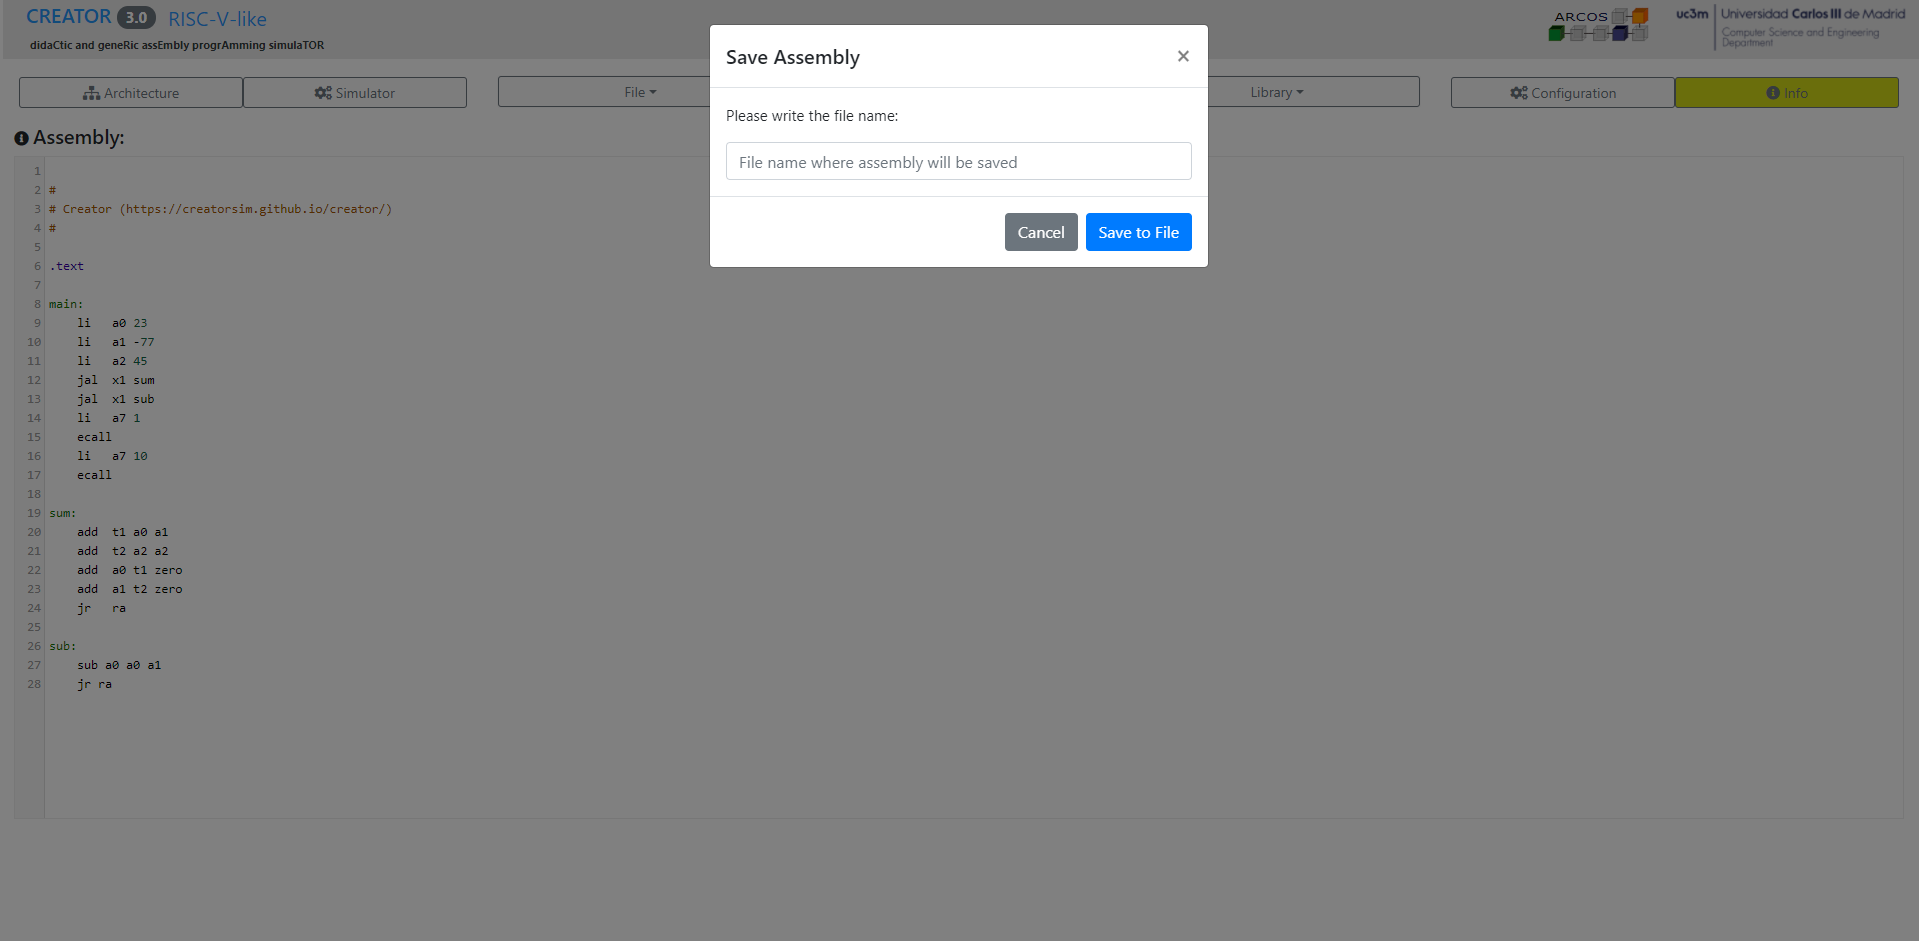 CREATOR 3.0 RISC-V-like
didaCtic and geneRic assEmbly progrAmming simulaTOR
ARCOS
uc3m Universidad Carlos III de Madrid
Computer Science and Engineering
Department
Architecture
Simulator
File
Library
Configuration
Info
Assembly:
1
2 #
3 # Creator (https://creatorsim.github.io/creator/)
4 #
5
6 .text
7
8 main:
9 li a0 23
10 li a1 -77
11 li a2 45
12 jal x1 sum
13 jal x1 sub
14 li a7 1
15 ecall
16 li a7 10
17 ecall
18
19 sum:
20 add t1 a0 a1
21 add t2 a2 a2
22 add a0 t1 zero
23 add a1 t2 zero
24 jr ra
25
26 sub:
27 sub a0 a0 a1
28 jr ra
Save Assembly
×
Please write the file name:
File name where assembly will be saved
Cancel
Save to File